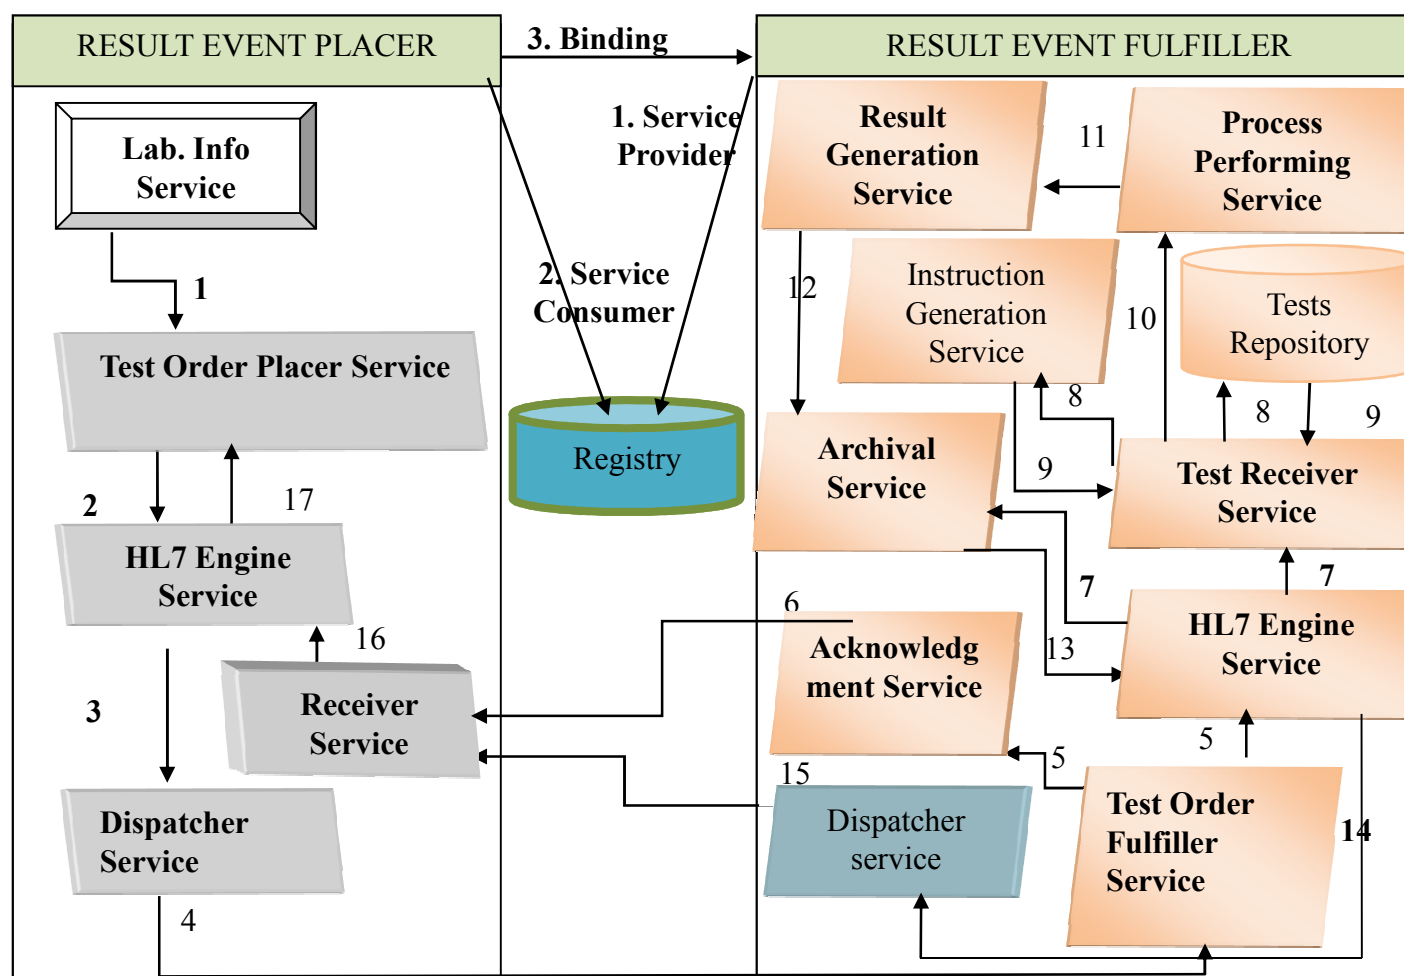 RESULT EVENT PLACER
3. Binding
RESULT EVENT FULFILLER
Lab. Info
Service
1. Service
Provider
Result
Generation
Service
11
Process
Performing
Service
1
2. Service
Consumer
12
Instruction
Generation
Service
10
Tests
Repository
Test Order Placer Service
8
8
9
Registry
Archival
Service
9
Test Receiver
Service
2
17
HL7 Engine
Service
7
7
6
16
Acknowledg
ment Service
13
HL7 Engine
Service
3
Receiver
Service
5
5
15
Dispatcher
Service
Dispatcher
service
Test Order
Fulfiller
Service
14
4